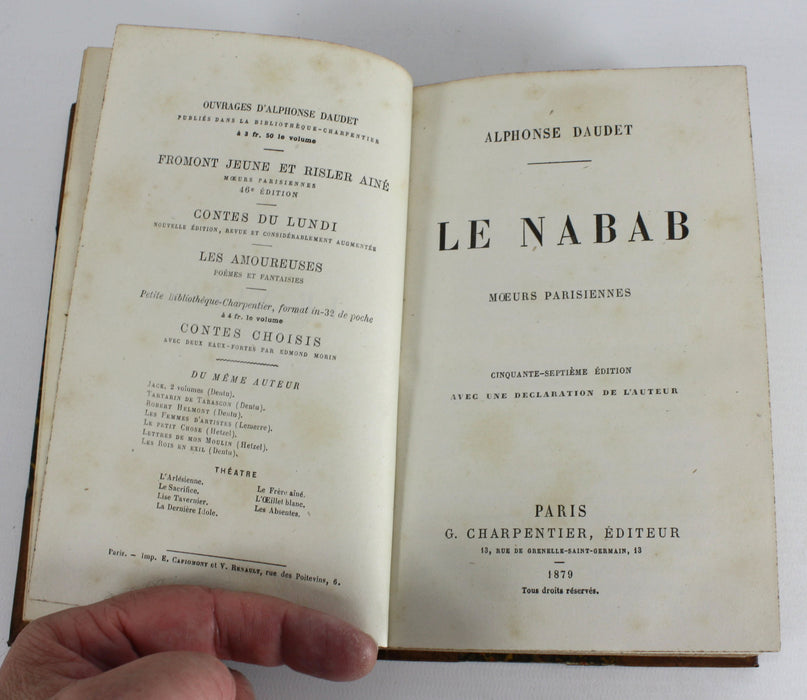 OUVRAGES D'ALPHONSE DAUDET
PUBLIÉS DANS LA BIBLIOTHÈQUE-CHARPENTIER
à 3 fr. 50 le volume
FROMONT JEUNE ET RISLER AINÉ
MŒURS PARISIENNES
46e ÉDITION
CONTES DU LUNDI
NOUVELLE ÉDITION, REVUE ET CONSIDÉRABLEMENT AUGMENTÉE
LES AMOUREUSES
POÈMES ET FANTAISIES
Petite Bibliothèque-Charpentier, format in-32 de poche
à 4 fr. le volume
CONTES CHOISIS
AVEC DEUX EAUX-FORTES PAR EDMOND MORIN
DU MÊME AUTEUR
JACK, 2 volumes (Dentu).
TARTARIN DE TARASCON (Dentu).
ROBERT HELMONT (Dentu).
LES FEMMES D'ARTISTES (Lemerre).
LE PETIT CHOSE (Hetzel).
LETTRES DE MON MOULIN (Hetzel).
LES ROIS EN EXIL (Dentu).
THÉATRE
L'Arlésienne.
Le Sacrifice.
Lise Tavernier.
La Dernière Idole.
Le Frère aîné.
L'Œillet blanc.
Les Absentes.
Paris. — Imp. E. CAPIOMONT et V. RENAULT, rue des Poitevins, 6.
ALPHONSE DAUDET
LE NABAB
MŒURS PARISIENNES
CINQUANTE-SEPTIÈME ÉDITION
AVEC UNE DECLARATION DE L'AUTEUR
PARIS
G. CHARPENTIER, ÉDITEUR
13, RUE DE GRENELLE-SAINT-GERMAIN, 13
1879
Tous droits réservés.